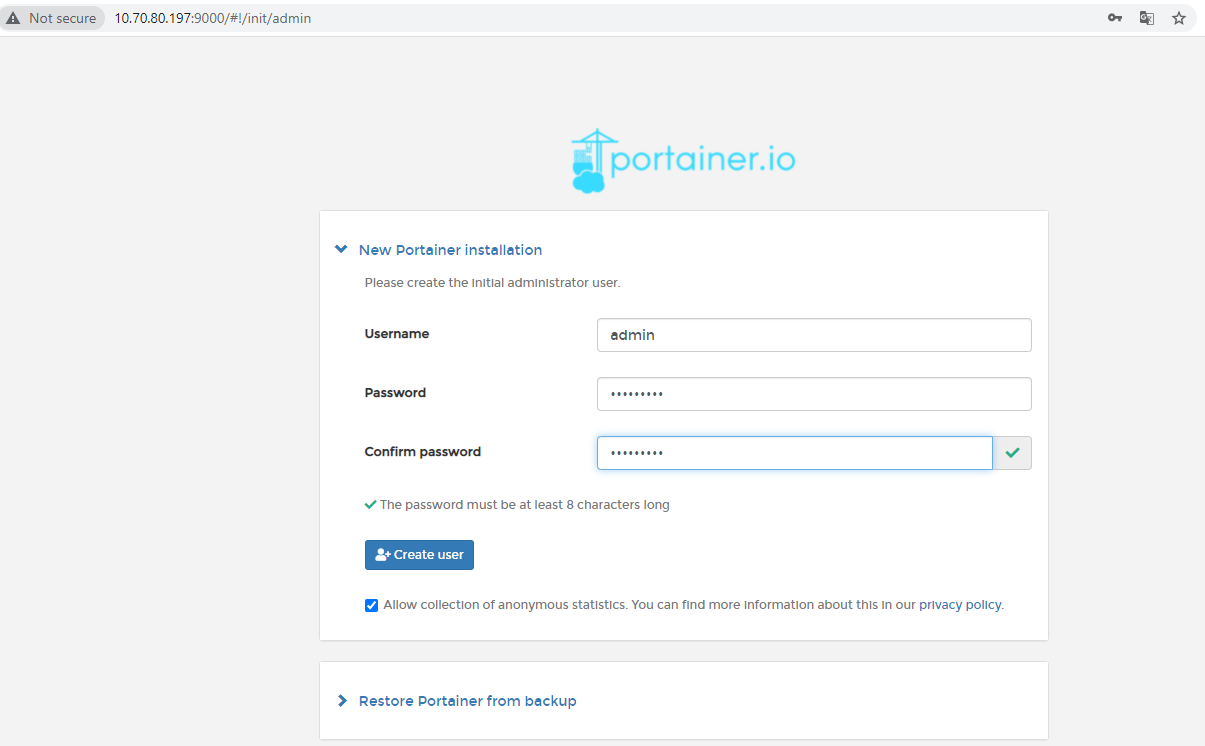 Not secure 10.70.80.197:9000/#!/init/admin
portainer.io
New Portainer installation
Please create the initial administrator user.
Username admin
Password •••••••••
Confirm password •••••••••
The password must be at least 8 characters long
Create user
Allow collection of anonymous statistics. You can find more information about this in our privacy policy.
Restore Portainer from backup